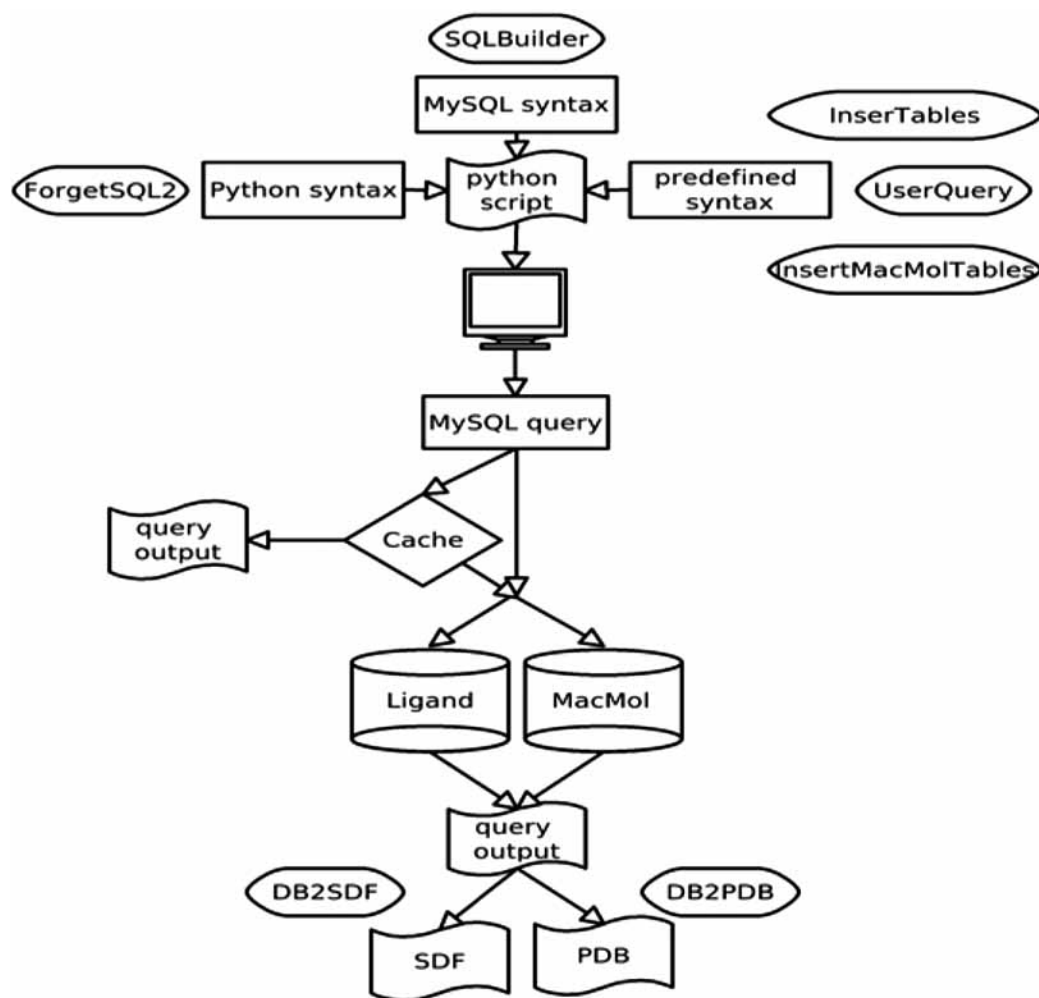 SQLBuilder
MySQL syntax
InserTables
ForgetSQL2
Python syntax
python
script
predefined
syntax
UserQuery
InsertMacMolTables
MySQL query
query
output
Cache
Ligand
MacMol
query
output
DB2SDF
DB2PDB
SDF
PDB